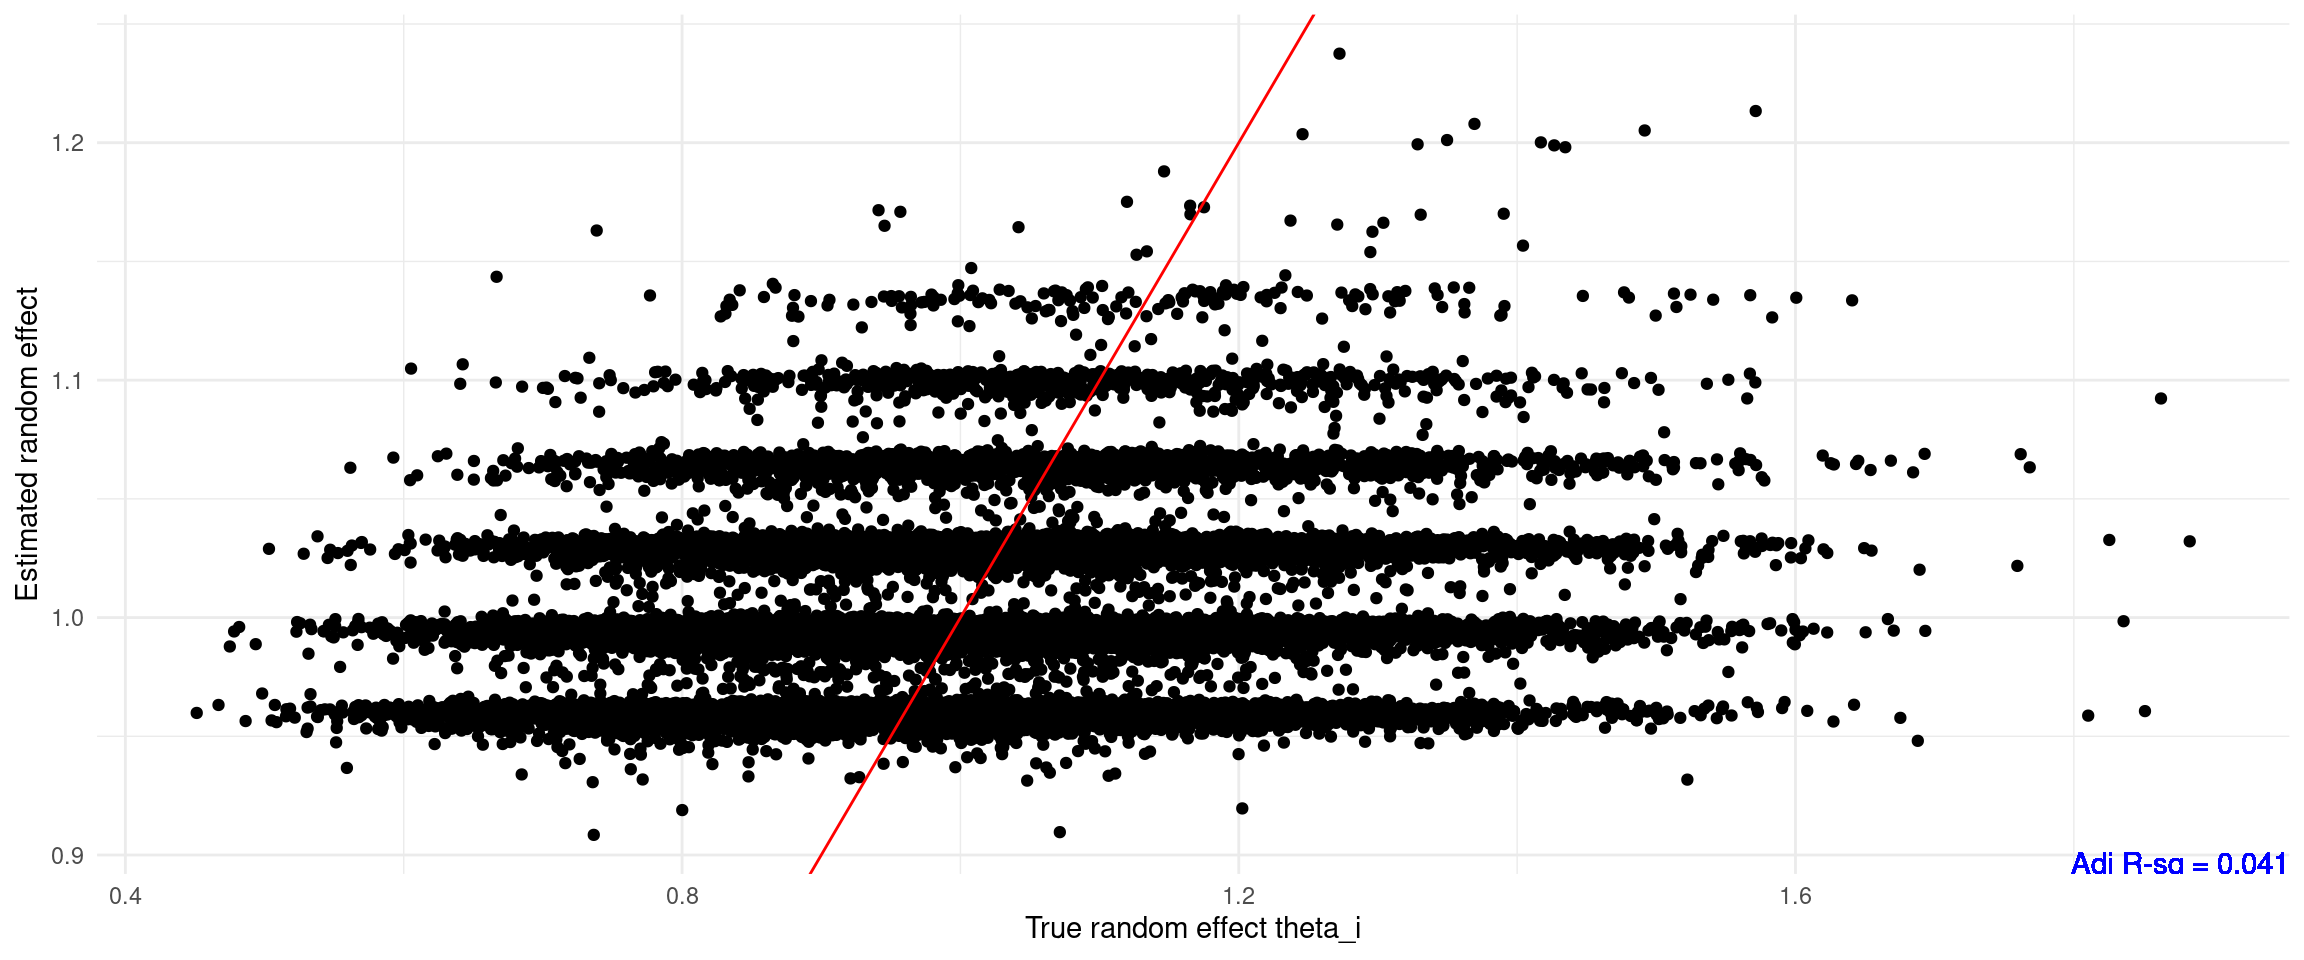 Estimated random effect
1.2
1.1
1.0
0.9
0.4
0.8
1.2
1.6
True random effect theta_i
Adj R-sq = 0.041